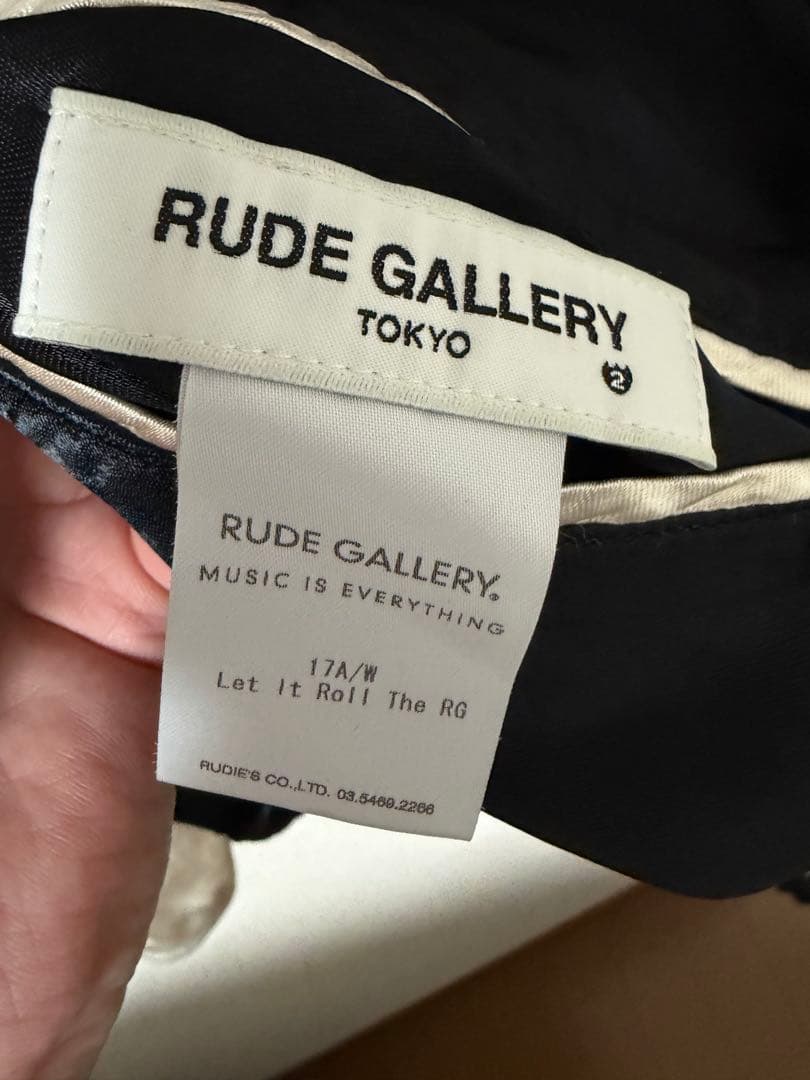 RUDE GALLERY
TOKYO
2
RUDE GALLERY.
MUSIC IS EVERYTHING
17A/W
Let It Roll The RG
RUDIE'S CO.,LTD. 03.5469.2266